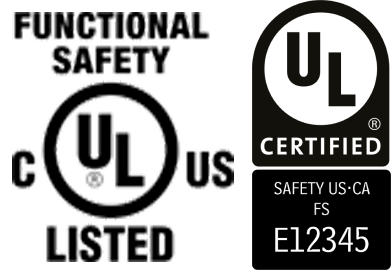 FUNCTIONAL
SAFETY
C UL US
®
LISTED
UL
®
CERTIFIED
SAFETY US·CA
FS
E12345